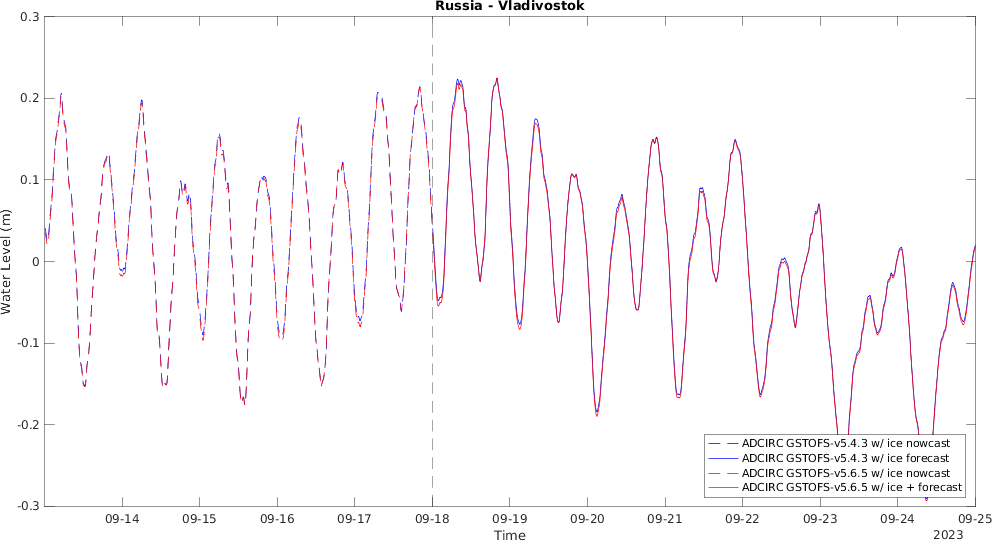 Russia - Vladivostok
Water Level (m)
0.3
0.2
0.1
0
-0.1
-0.2
-0.3
ADCIRC GSTOFS-v5.4.3 w/ ice nowcast
ADCIRC GSTOFS-v5.4.3 w/ ice forecast
ADCIRC GSTOFS-v5.6.5 w/ ice nowcast
ADCIRC GSTOFS-v5.6.5 w/ ice + forecast
09-14 09-15 09-16 09-17 09-18 09-19 09-20 09-21 09-22 09-23 09-24 09-25
Time
2023